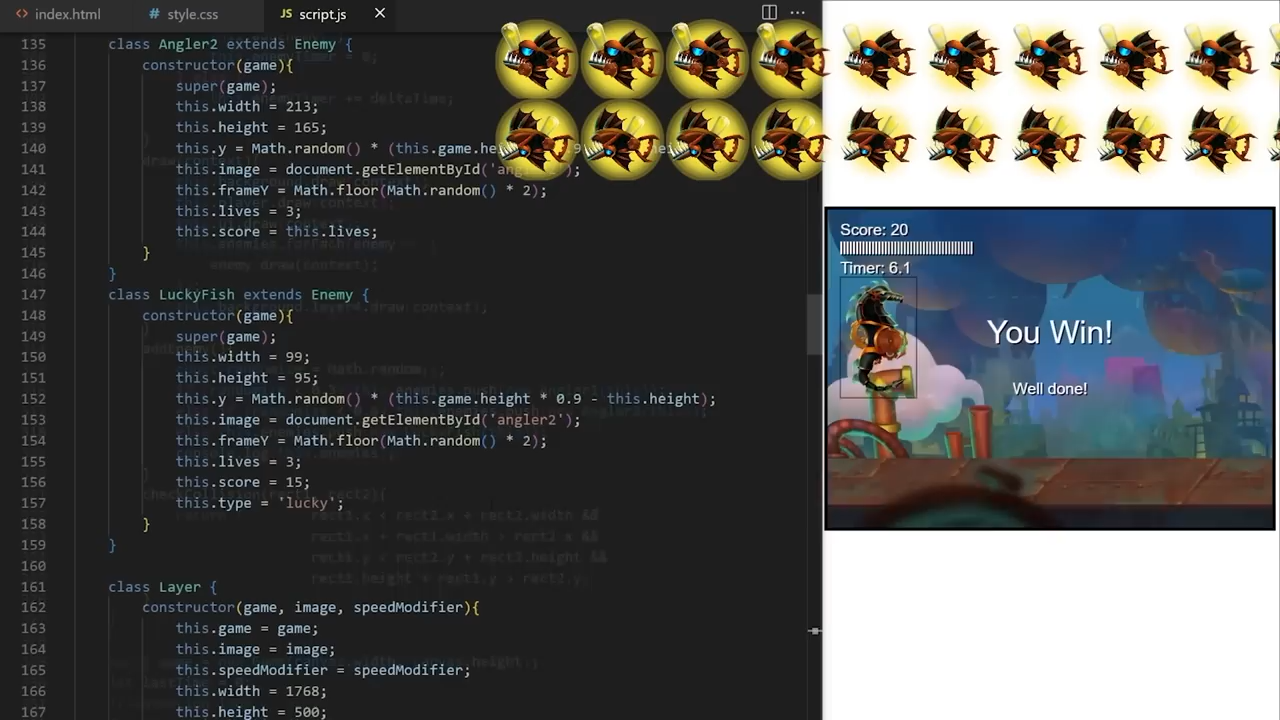 index.html
style.css
JS script.js
135 class Angler2 extends Enemy {
136 constructor(game){
137 super(game);
138 this.width = 213;
139 this.height = 165;
140 this.y = Math.random() * (this.game.he
141 this.image = document.getElementById('ang ');
142 this.frameY = Math.floor(Math.random() * 2);
143 this.lives = 3;
144 this.score = this.lives;
145 }
146 }
147 class LuckyFish extends Enemy {
148 constructor(game){
149 super(game);
150 this.width = 99;
151 this.height = 95;
152 this.y = Math.random() * (this.game.height * 0.9 - this.height);
153 this.image = document.getElementById('angler2');
154 this.frameY = Math.floor(Math.random() * 2);
155 this.lives = 3;
156 this.score = 15;
157 this.type = 'lucky';
158 }
159 }
160
161 class Layer {
162 constructor(game, image, speedModifier){
163 this.game = game;
164 this.image = image;
165 this.speedModifier = speedModifier;
166 this.width = 1768;
167 this.height = 500;
Score: 20
Timer: 6.1
You Win!
Well done!